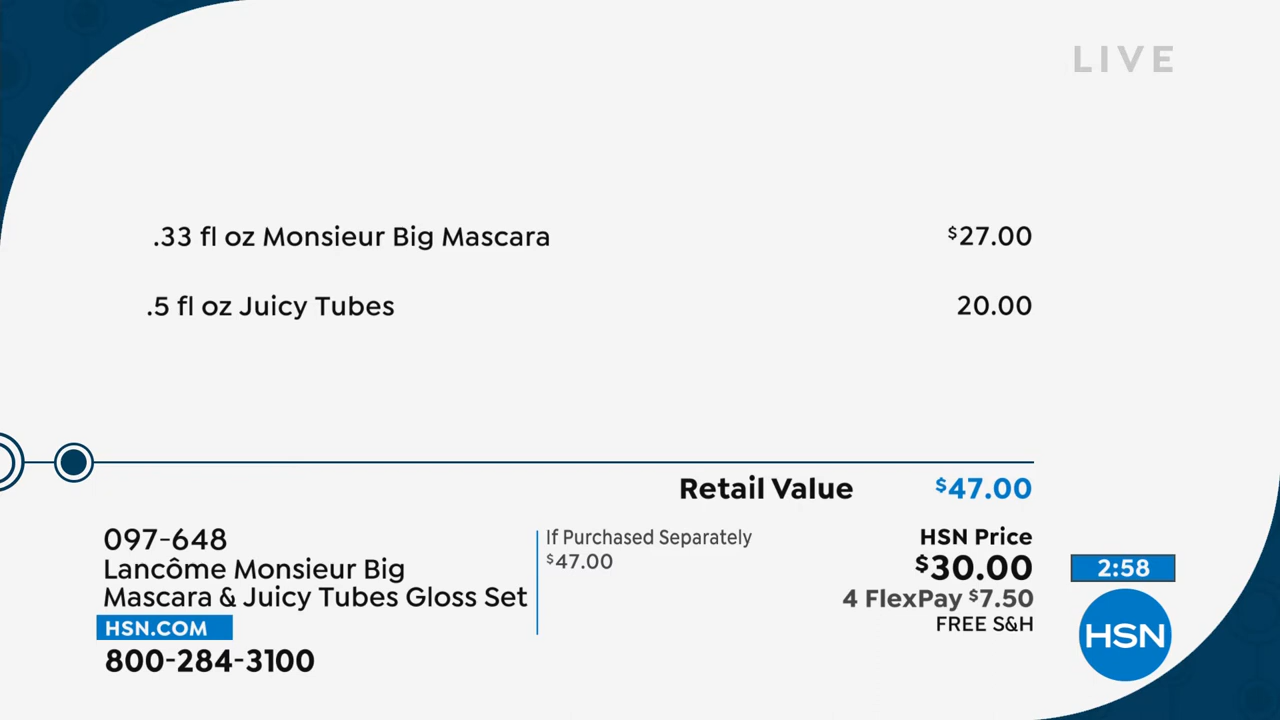 LIVE
.33 fl oz Monsieur Big Mascara $27.00
.5 fl oz Juicy Tubes 20.00
Retail Value $47.00
097-648
Lancôme Monsieur Big
Mascara & Juicy Tubes Gloss Set
HSN.COM
800-284-3100
If Purchased Separately
$47.00
HSN Price
$30.00
4 FlexPay $7.50
FREE S&H
2:58
HSN